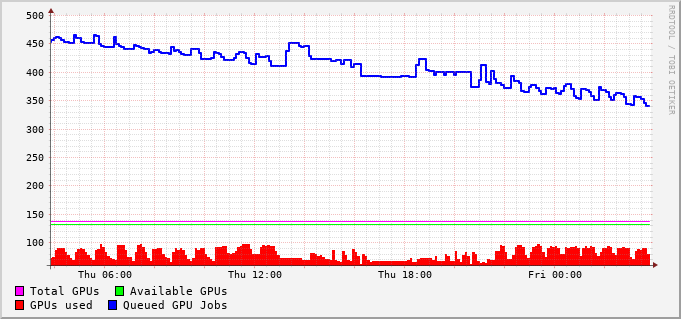 500
450
400
350
300
250
200
150
100
Thu 06:00 Thu 12:00 Thu 18:00 Fri 00:00
Total GPUs Available GPUs
GPUs used Queued GPU Jobs
RRDTOOL / TOBI OETIKER